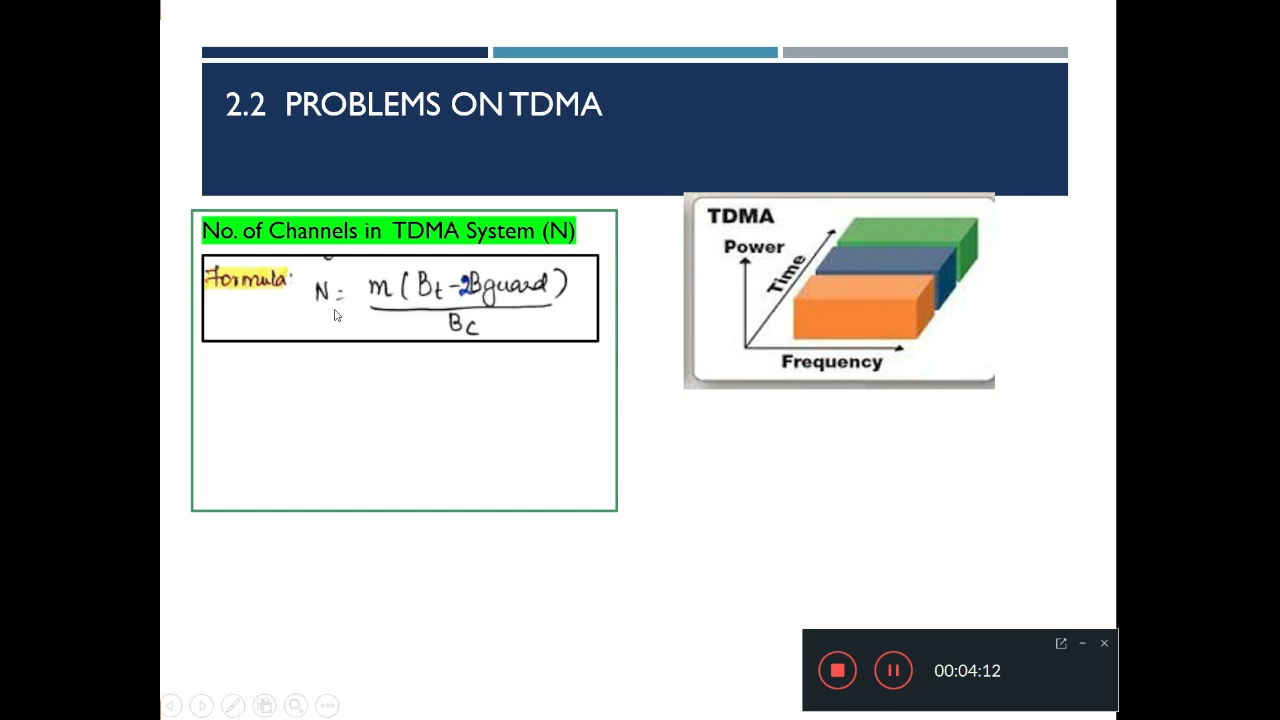 2.2 PROBLEMS ON TDMA
No. of Channels in TDMA System (N)
Formula:
N = m ( Bt - 2Bguard ) / Bc
TDMA
Power
Time
Frequency
00:04:12